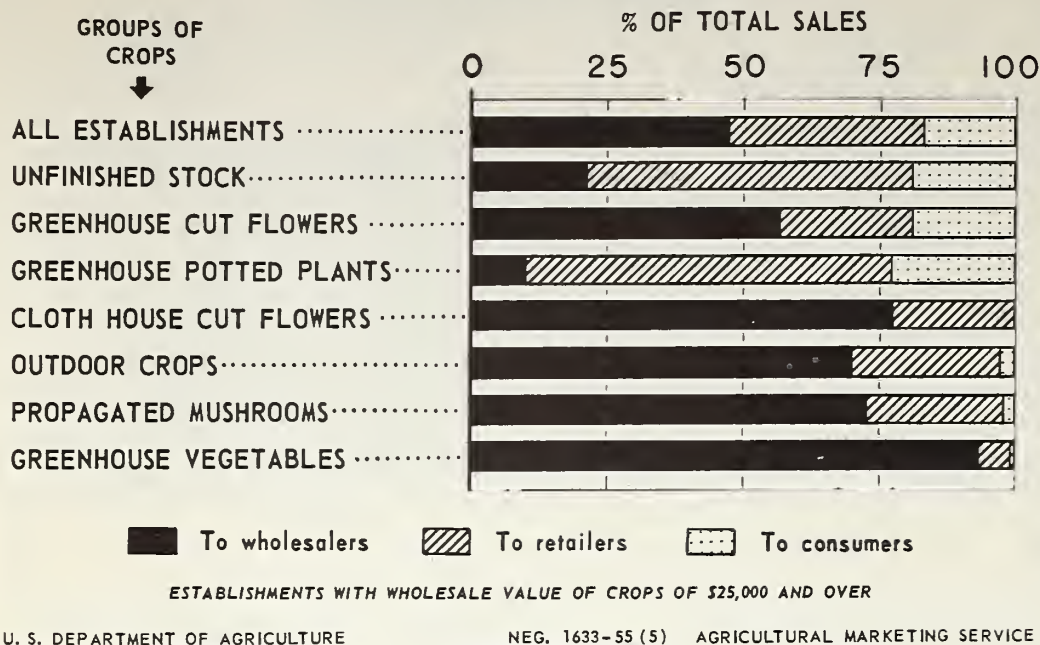 GROUPS OF
CROPS
% OF TOTAL SALES
0 25 50 75 100
ALL ESTABLISHMENTS
UNFINISHED STOCK
GREENHOUSE CUT FLOWERS
GREENHOUSE POTTED PLANTS
CLOTH HOUSE CUT FLOWERS
OUTDOOR CROPS
PROPAGATED MUSHROOMS
GREENHOUSE VEGETABLES
To wholesalers To retailers To consumers
ESTABLISHMENTS WITH WHOLESALE VALUE OF CROPS OF $25,000 AND OVER
U. S. DEPARTMENT OF AGRICULTURE NEG. 1633-55 (5) AGRICULTURAL MARKETING SERVICE